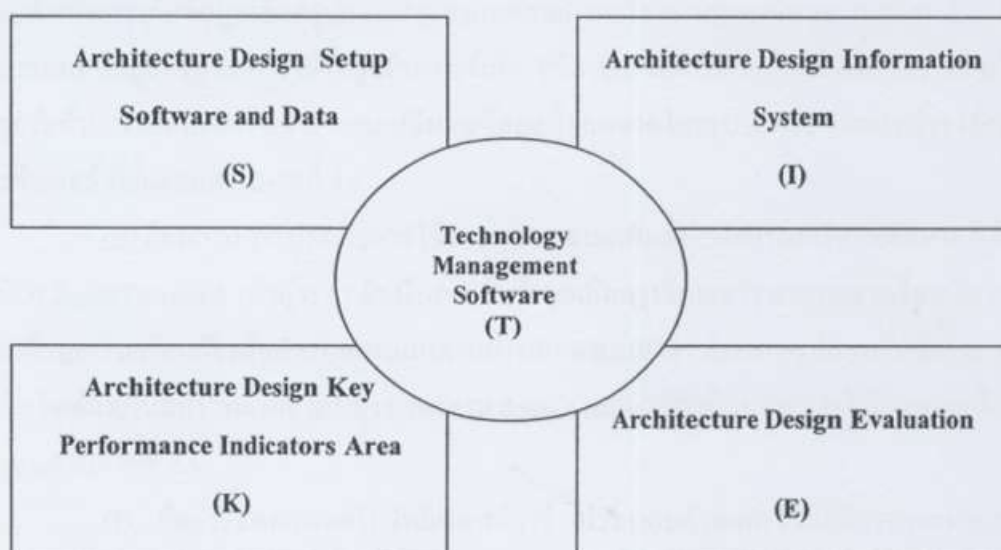 Architecture Design Setup
Software and Data
(S)
Architecture Design Information
System
(I)
Technology
Management
Software
(T)
Architecture Design Key
Performance Indicators Area
(K)
Architecture Design Evaluation
(E)